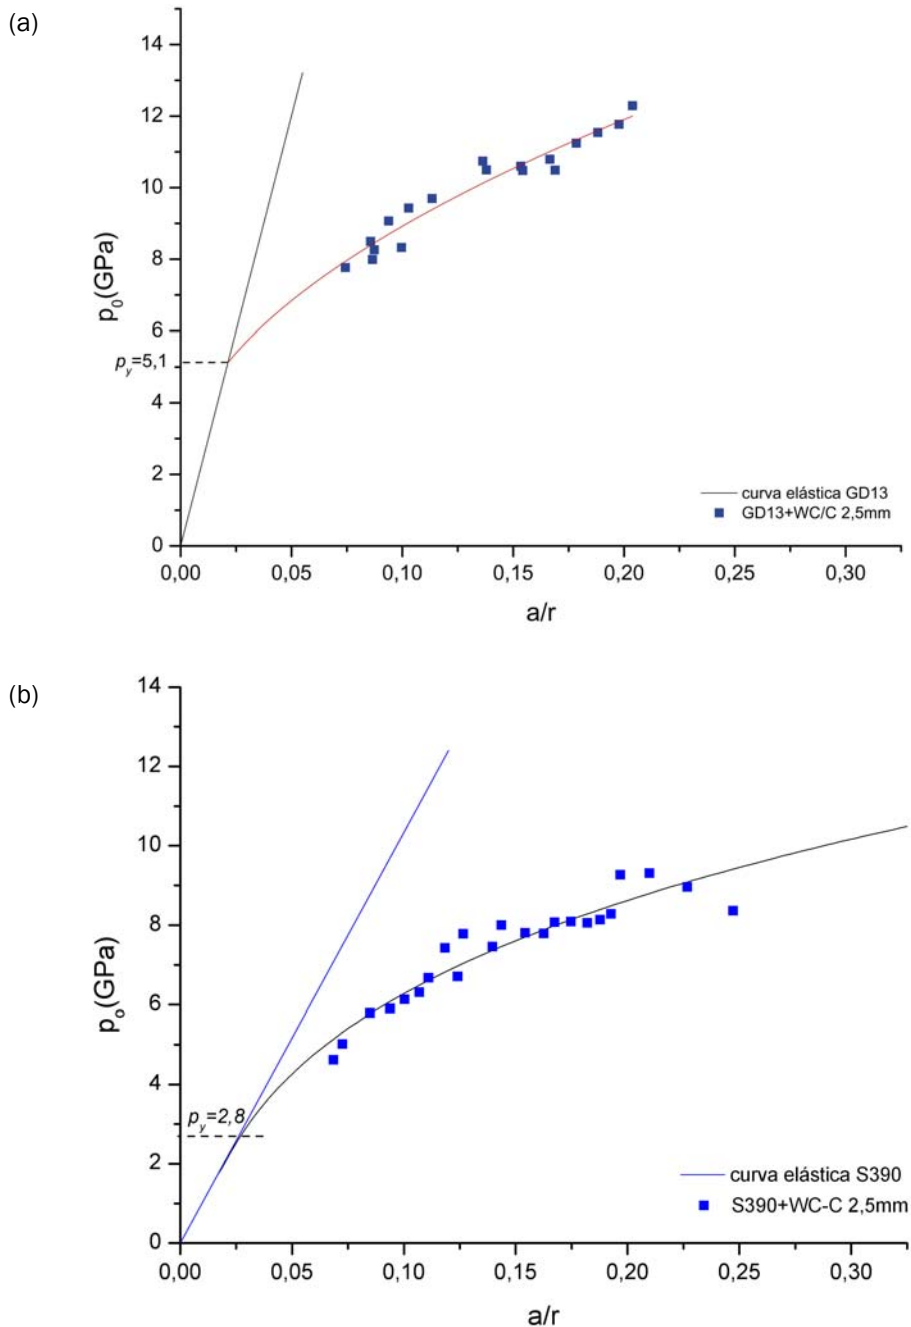 (a)
14
12
10
8
6
4
2
0
p0(GPa)
py=5,1
curva elástica GD13
GD13+WC/C 2,5mm
0,00 0,05 0,10 0,15 0,20 0,25 0,30
a/r
(b)
14
12
10
8
6
4
2
0
po(GPa)
py=2,8
curva elástica S390
S390+WC-C 2,5mm
0,00 0,05 0,10 0,15 0,20 0,25 0,30
a/r